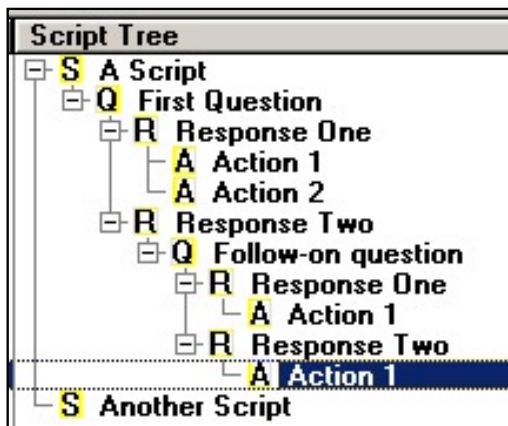 Script Tree
S A Script
Q First Question
R Response One
A Action 1
A Action 2
R Response Two
Q Follow-on question
R Response One
A Action 1
R Response Two
A Action 1
S Another Script